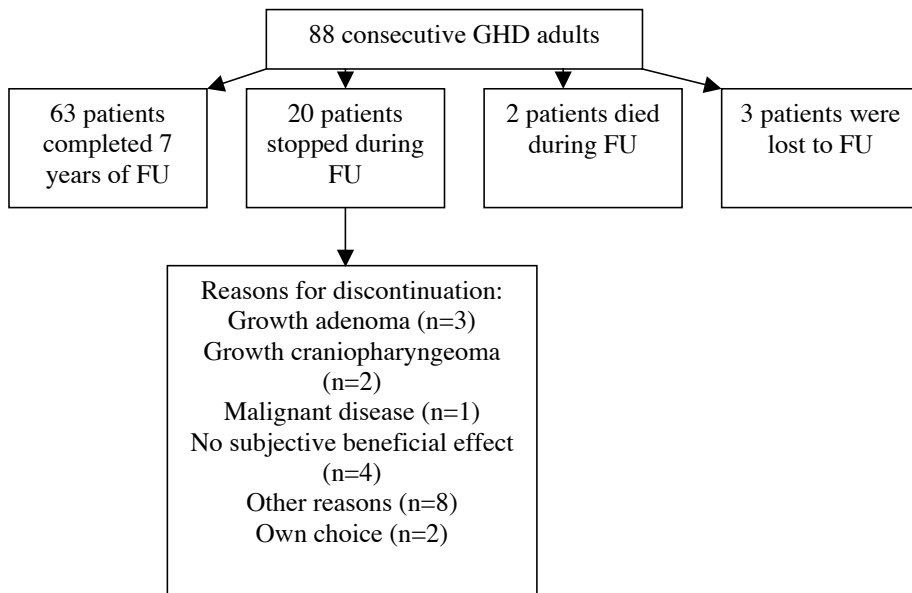 88 consecutive GHD adults
63 patients
completed 7
years of FU
20 patients
stopped during
FU
2 patients died
during FU
3 patients were
lost to FU
Reasons for discontinuation:
Growth adenoma (n=3)
Growth craniopharyngeoma
(n=2)
Malignant disease (n=1)
No subjective beneficial effect
(n=4)
Other reasons (n=8)
Own choice (n=2)